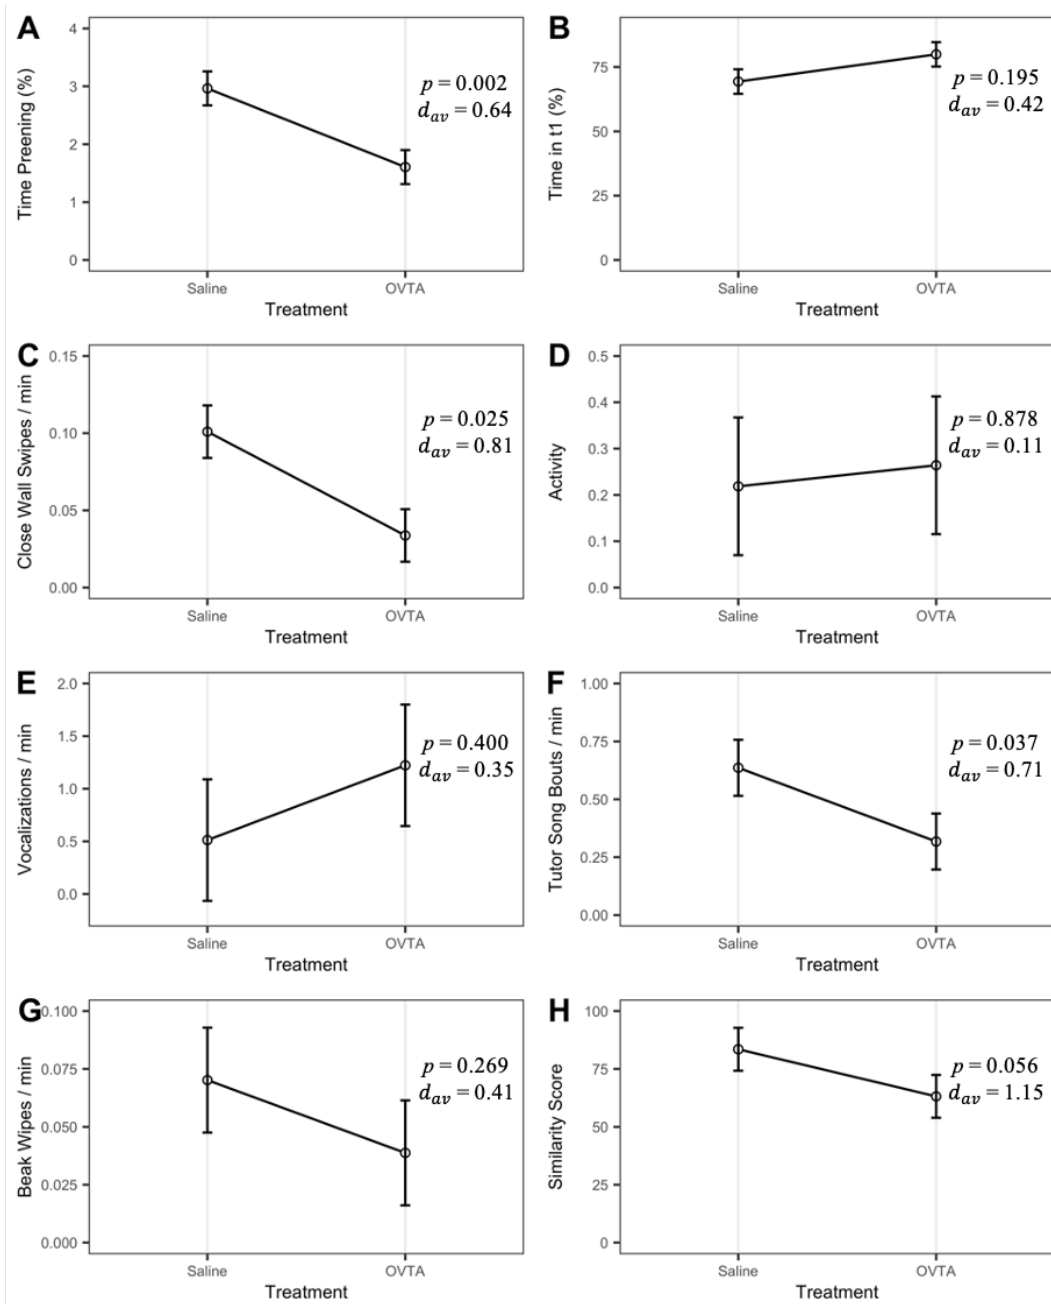 A
Time Preening (%)
4
3
2
1
0
p = 0.002
d_av = 0.64
Saline
OVTA
Treatment
B
Time in t1 (%)
75
50
25
0
p = 0.195
d_av = 0.42
Saline
OVTA
Treatment
C
Close Wall Swipes / min
0.15
0.10
0.05
0.00
p = 0.025
d_av = 0.81
Saline
OVTA
Treatment
D
Activity
0.5
0.4
0.3
0.2
0.1
0.0
p = 0.878
d_av = 0.11
Saline
OVTA
Treatment
E
Vocalizations / min
2.0
1.5
1.0
0.5
0.0
p = 0.400
d_av = 0.35
Saline
OVTA
Treatment
F
Tutor Song Bouts / min
1.00
0.75
0.50
0.25
0.00
p = 0.037
d_av = 0.71
Saline
OVTA
Treatment
G
Beak Wipes / min
0.100
0.075
0.050
0.025
0.000
p = 0.269
d_av = 0.41
Saline
OVTA
Treatment
H
Similarity Score
100
75
50
25
0
p = 0.056
d_av = 1.15
Saline
OVTA
Treatment